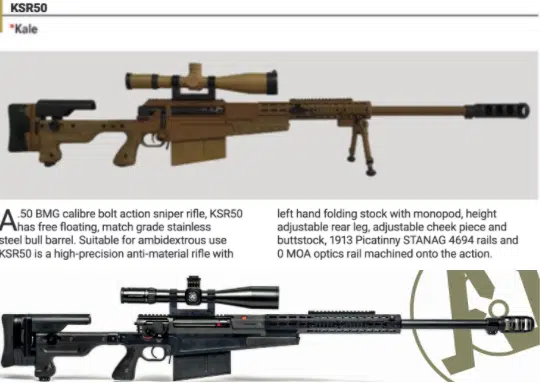 KSR50
*Kale
A .50 BMG calibre bolt action sniper rifle, KSR50
has free floating, match grade stainless
steel bull barrel. Suitable for ambidextrous use
KSR50 is a high-precision anti-material rifle with
left hand folding stock with monopod, height
adjustable rear leg, adjustable cheek piece and
buttstock, 1913 Picatinny STANAG 4694 rails and
0 MOA optics rail machined onto the action.